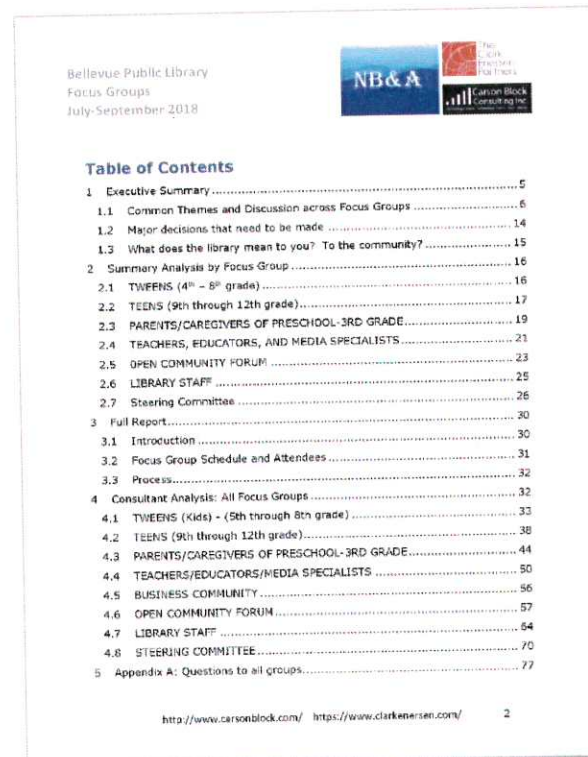 Bellevue Public Library
Focus Groups
July-September 2018
NB&A
The
Clark
Enersen
Partners
Carson Block
Consulting Inc.
Table of Contents
1 Executive Summary 5
1.1 Common Themes and Discussion across Focus Groups 6
1.2 Major decisions that need to be made 14
1.3 What does the library mean to you? To the community? 15
2 Summary Analysis by Focus Group 16
2.1 TWEENS (4th – 8th grade) 16
2.2 TEENS (9th through 12th grade) 17
2.3 PARENTS/CAREGIVERS OF PRESCHOOL-3RD GRADE 19
2.4 TEACHERS, EDUCATORS, AND MEDIA SPECIALISTS 21
2.5 OPEN COMMUNITY FORUM 23
2.6 LIBRARY STAFF 25
2.7 Steering Committee 26
3 Full Report 30
3.1 Introduction 30
3.2 Focus Group Schedule and Attendees 31
3.3 Process 32
4 Consultant Analysis: All Focus Groups 32
4.1 TWEENS (Kids) - (5th through 8th grade) 33
4.2 TEENS (9th through 12th grade) 38
4.3 PARENTS/CAREGIVERS OF PRESCHOOL-3RD GRADE 44
4.4 TEACHERS/EDUCATORS/MEDIA SPECIALISTS 50
4.5 BUSINESS COMMUNITY 56
4.6 OPEN COMMUNITY FORUM 57
4.7 LIBRARY STAFF 64
4.8 STEERING COMMITTEE 70
5 Appendix A: Questions to all groups 77
http://www.carsonblock.com/ https://www.clarkenersen.com/ 2